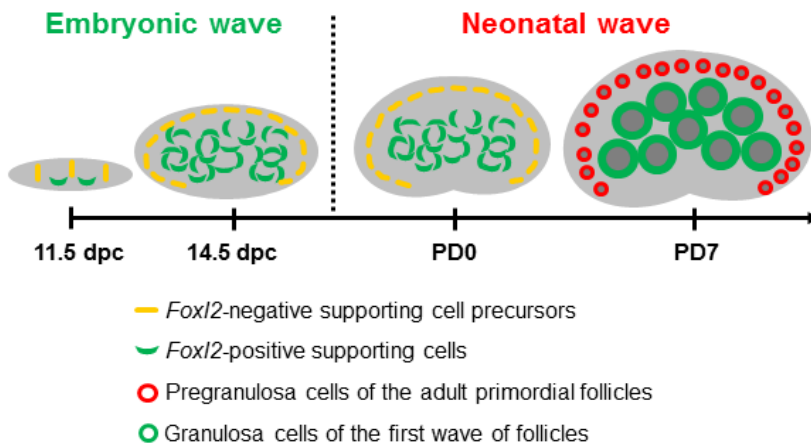 Embryonic wave
Neonatal wave
11.5 dpc
14.5 dpc
PD0
PD7
Foxl2-negative supporting cell precursors
Foxl2-positive supporting cells
Pregranulosa cells of the adult primordial follicles
Granulosa cells of the first wave of follicles